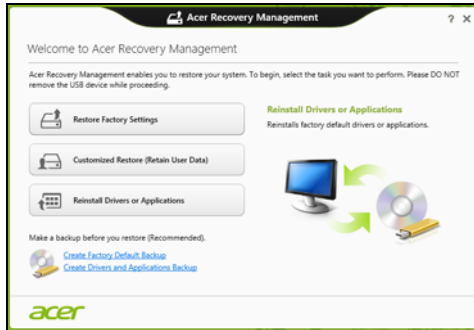 Acer Recovery Management
? X
Welcome to Acer Recovery Management
Acer Recovery Management enables you to restore your system. To begin, select the task you want to perform. Please DO NOT
remove the USB device while proceeding.
Restore Factory Settings
Reinstall Drivers or Applications
Reinstalls factory default drivers or applications.
Customized Restore (Retain User Data)
Reinstall Drivers or Applications
Make a backup before you restore (Recommended).
Create Factory Default Backup
Create Drivers and Applications Backup
acer